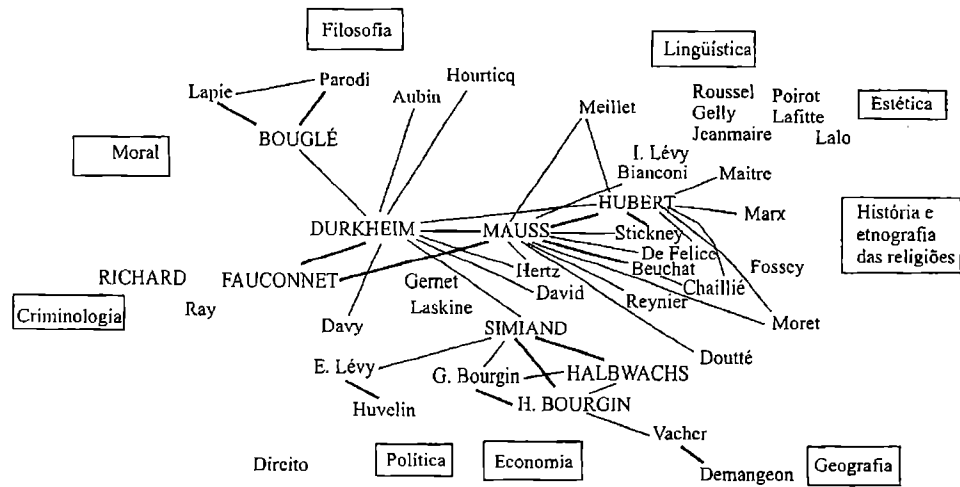 Filosofia
Lingüística
Lapie
Parodi
Aubin
Hourticq
Meillet
Roussel
Gelly
Jeanmaire
Poirot
Lafitte
Lalo
Estética
BOUGLÉ
Moral
I. Lévy
Bianconi
Maitre
HUBERT
Marx
DURKHEIM
MAUSS
Stickney
De Felice
Beuchat
Fossey
História e
etnografia
das religiões
RICHARD
FAUCONNET
Gernet
Hertz
David
Reynier
Chaillié
Criminologia
Ray
Davy
Laskine
SIMIAND
Moret
Doutté
E. Lévy
G. Bourgin
HALBWACHS
Huvelin
H. BOURGIN
Vacher
Direito
Política
Economia
Demangeon
Geografia